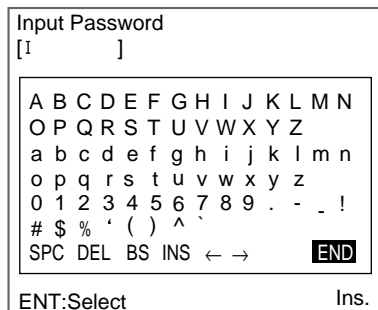 Input Password
[I ]
A B C D E F G H I J K L M N
O P Q R S T U V W X Y Z
a b c d e f g h i j k l m n
o p q r s t u v w x y z
0 1 2 3 4 5 6 7 8 9 . - _ !
# $ % ‘ ( ) ^ `
SPC DEL BS INS ← → END
ENT:Select Ins.